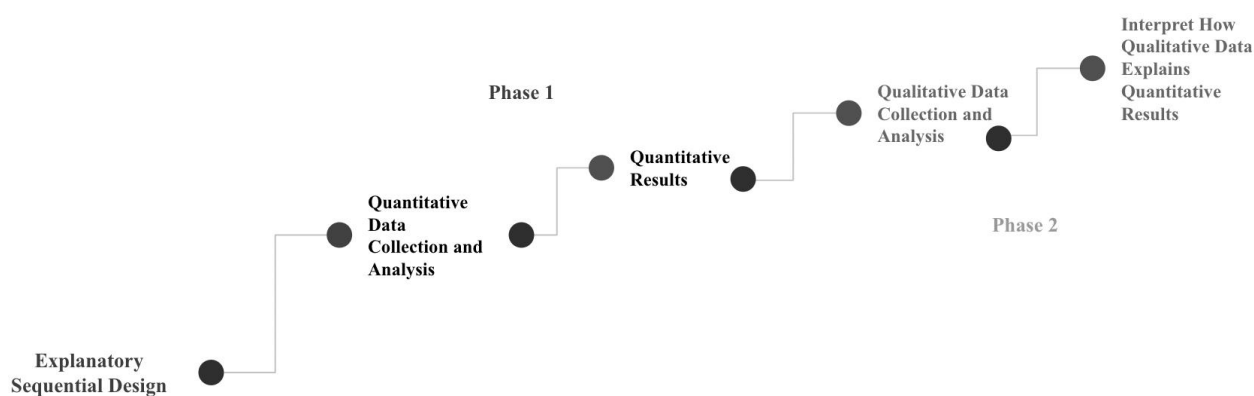 Explanatory
Sequential Design
Phase 1
Quantitative
Data
Collection and
Analysis
Quantitative
Results
Phase 2
Qualitative Data
Collection and
Analysis
Interpret How
Qualitative Data
Explains
Quantitative
Results